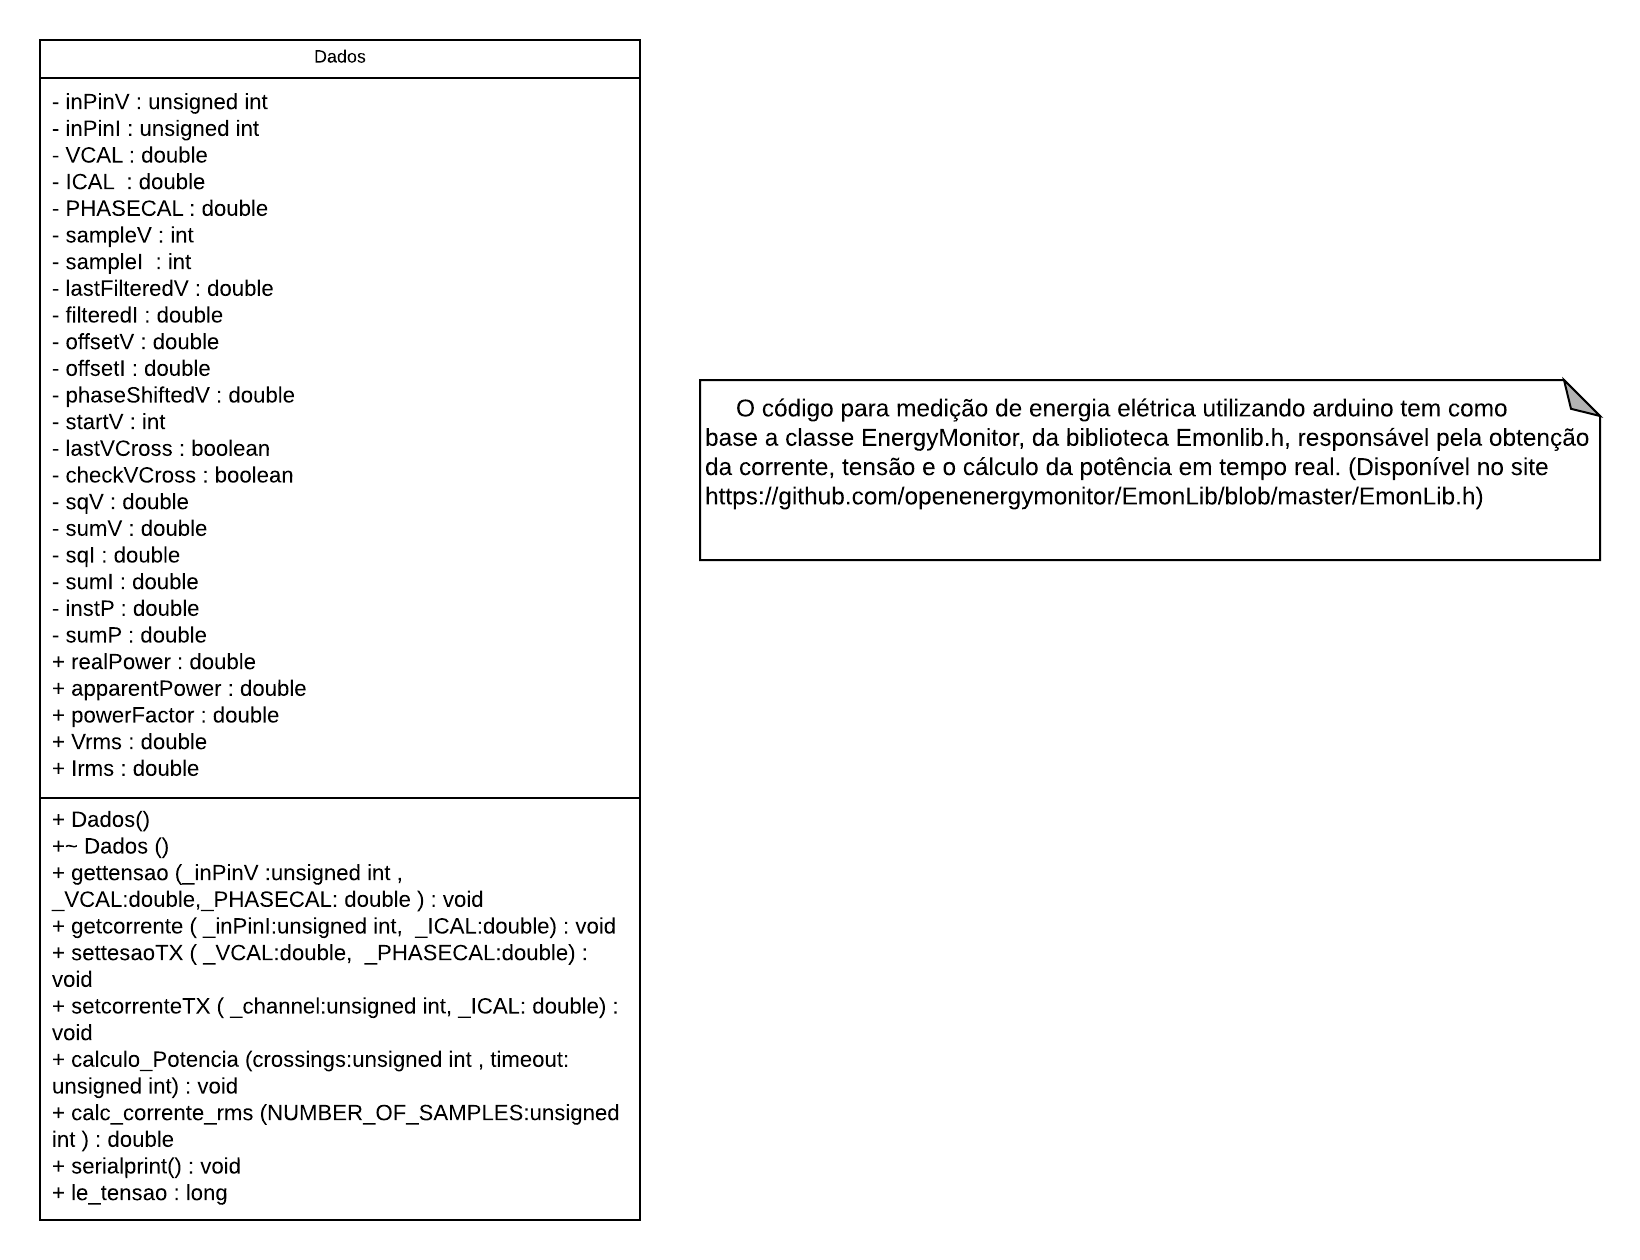 Dados
- inPinV : unsigned int
- inPinI : unsigned int
- VCAL : double
- ICAL  : double
- PHASECAL : double
- sampleV : int
- sampleI  : int
- lastFilteredV : double
- filteredI : double
- offsetV : double
- offsetI : double
- phaseShiftedV : double
- startV : int
- lastVCross : boolean
- checkVCross : boolean
- sqV : double
- sumV : double
- sqI : double
- sumI : double
- instP : double
- sumP : double
+ realPower : double
+ apparentPower : double
+ powerFactor : double
+ Vrms : double
+ Irms : double
+ Dados()
+~ Dados ()
+ gettensao (_inPinV :unsigned int ,
_VCAL:double,_PHASECAL: double ) : void
+ getcorrente ( _inPinI:unsigned int,  _ICAL:double) : void
+ settesaoTX ( _VCAL:double,  _PHASECAL:double) :
void
+ setcorrenteTX ( _channel:unsigned int, _ICAL: double) :
void
+ calculo_Potencia (crossings:unsigned int , timeout:
unsigned int) : void
+ calc_corrente_rms (NUMBER_OF_SAMPLES:unsigned
int ) : double
+ serialprint() : void
+ le_tensao : long
O código para medição de energia elétrica utilizando arduino tem como
base a classe EnergyMonitor, da biblioteca Emonlib.h, responsável pela obtenção
da corrente, tensão e o cálculo da potência em tempo real. (Disponível no site
https://github.com/openenergymonitor/EmonLib/blob/master/EmonLib.h)